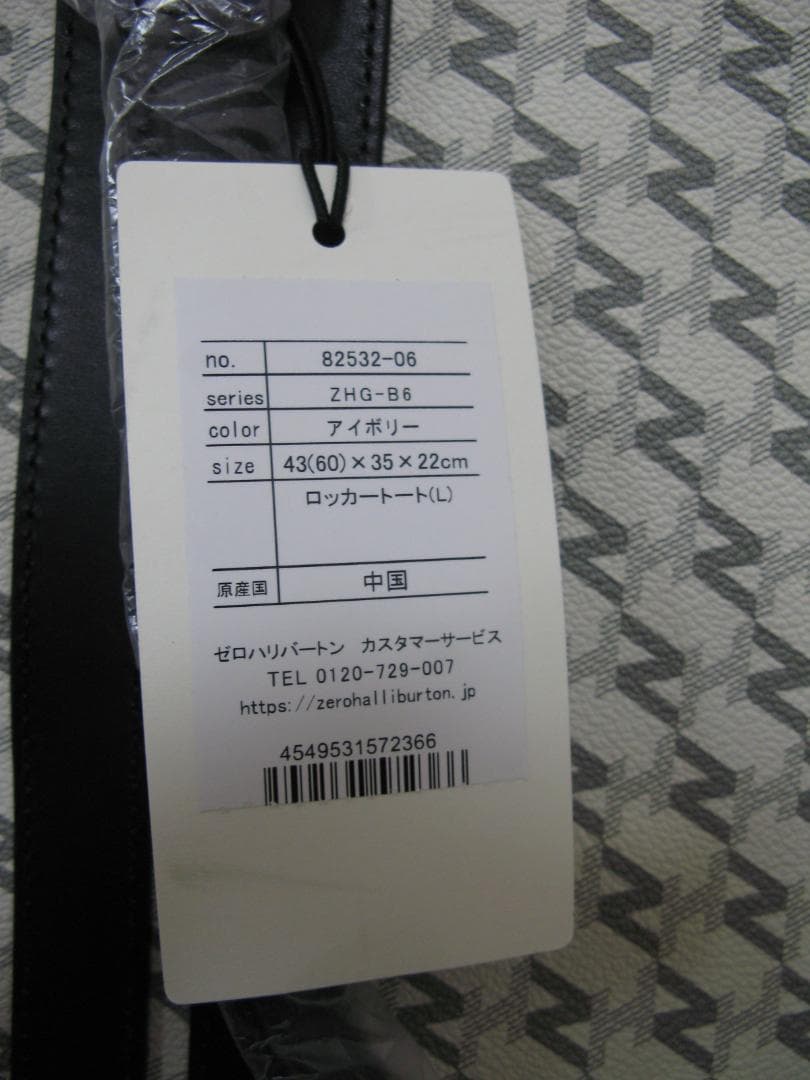 no. 82532-06
series ZHG-B6
color アイボリー
size 43(60)×35×22cm
ロッカートート(L)
原産国 中国
ゼロハリバートン カスタマーサービス
TEL 0120-729-007
https://zerohalliburton.jp
4549531572366